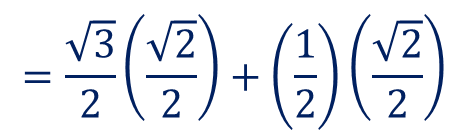 = √3/2 (√2/2) + (1/2) (√2/2)